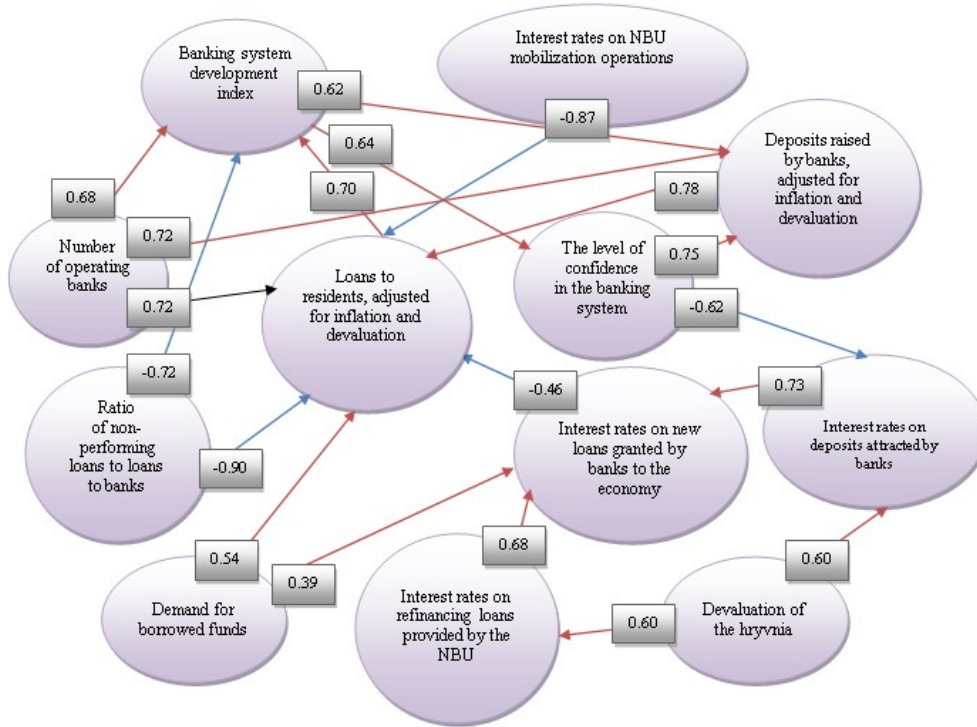 Banking system
development
index
Interest rates on NBU
mobilization operations
0.62
-0.87
0.64
Deposits raised
by banks,
adjusted for
inflation and
devaluation
0.68
0.70
0.78
Number
of operating
banks
0.72
0.72
Loans to
residents, adjusted
for inflation and
devaluation
The level of
confidence
in the banking
system
0.75
-0.62
-0.72
Ratio
of non-
performing
loans to loans
to banks
-0.90
-0.46
0.73
Interest rates on new
loans granted by
banks to the
economy
Interest rates on
deposits attracted by
banks
0.54
0.39
Demand for
borrowed funds
0.68
Interest rates on
refinancing loans
provided by the
NBU
0.60
0.60
Devaluation of
the hryvnia